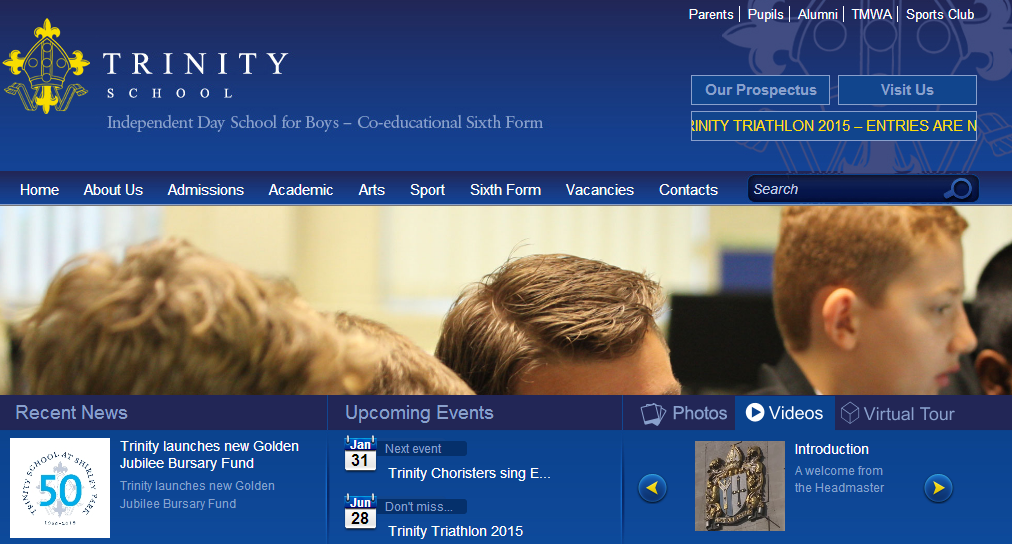 Parents Pupils Alumni TMWA Sports Club
TRINITY
SCHOOL
Independent Day School for Boys – Co-educational Sixth Form
Our Prospectus Visit Us
RINITY TRIATHLON 2015 – ENTRIES ARE N
Home About Us Admissions Academic Arts Sport Sixth Form Vacancies Contacts Search
Recent News
TRINITY SCHOOL AT SHIRLEY PARK
50
Trinity launches new Golden
Jubilee Bursary Fund
Trinity launches new Golden
Jubilee Bursary Fund
Upcoming Events
Jan
31
Next event
Trinity Choristers sing E...
Jun
28
Don't miss...
Trinity Triathlon 2015
Photos Videos Virtual Tour
Introduction
A welcome from
the Headmaster